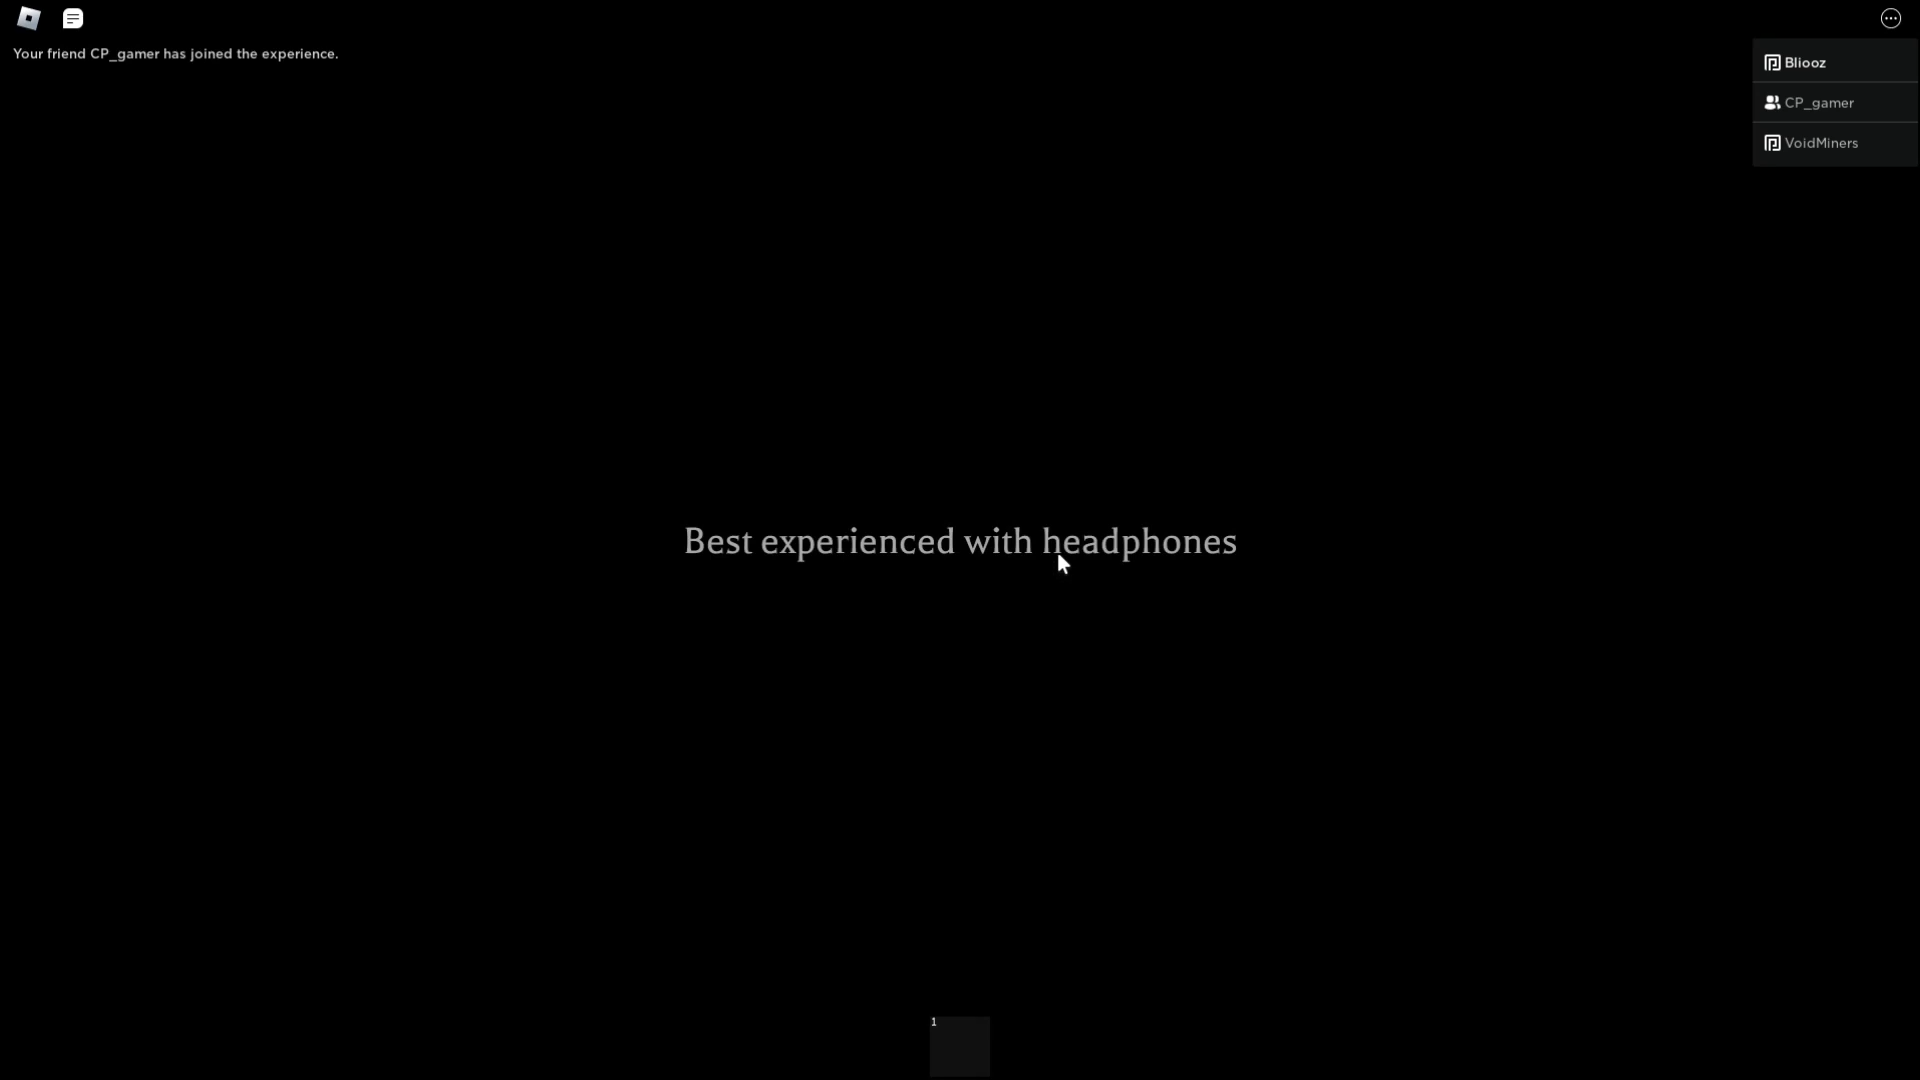 Your friend CP_gamer has joined the experience.
Bliooz
CP_gamer
VoidMiners
Best experienced with headphones
1